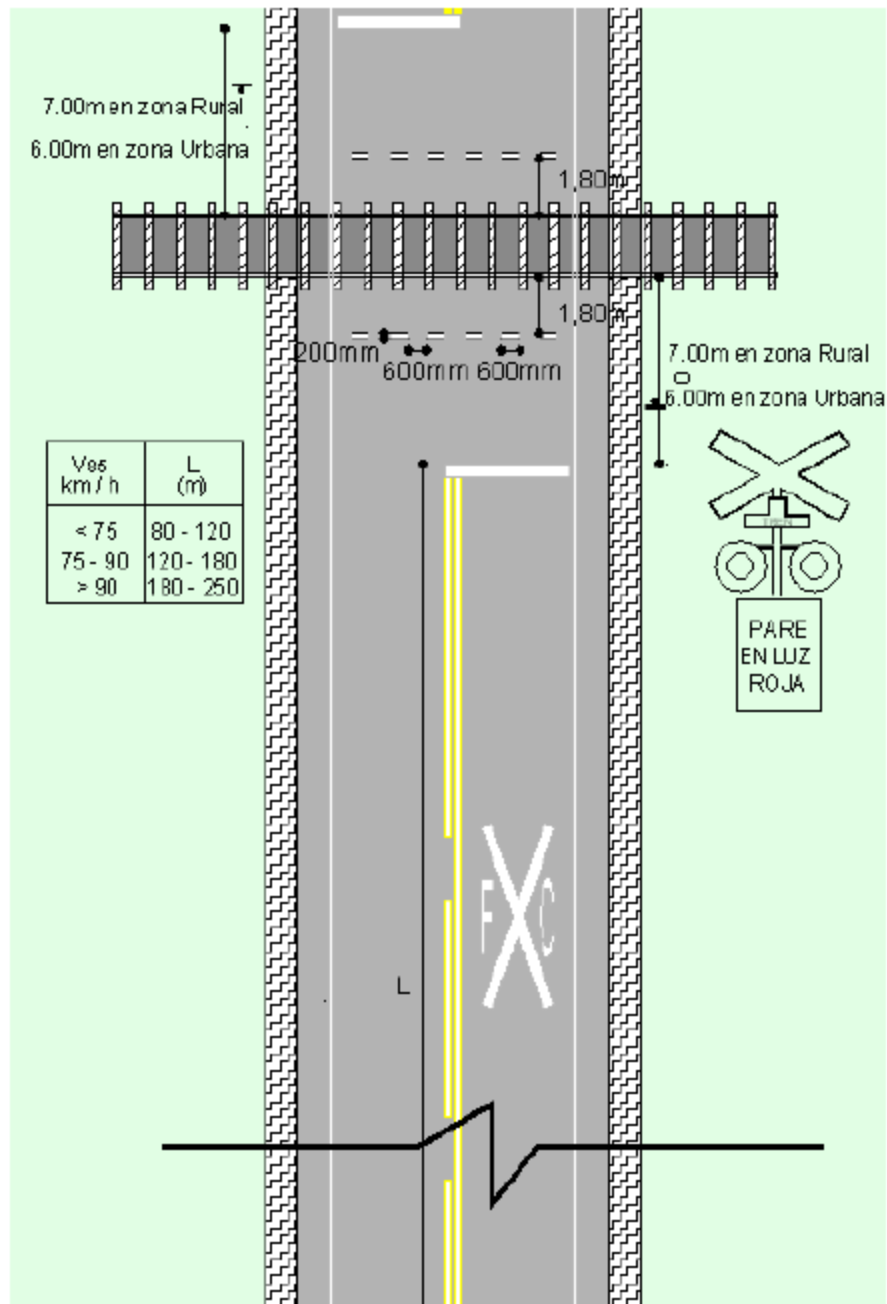 7.00m en zona Rural
6.00m en zona Urbana
1,80m
1,80m
200mm
600mm 600mm
7.00m en zona Rural
O
6.00m en zona Urbana
Ves km/h L (m)
< 75 80 - 120
75 - 90 120 - 180
> 90 180 - 250
PARE
EN LUZ
ROJA
F X C
L